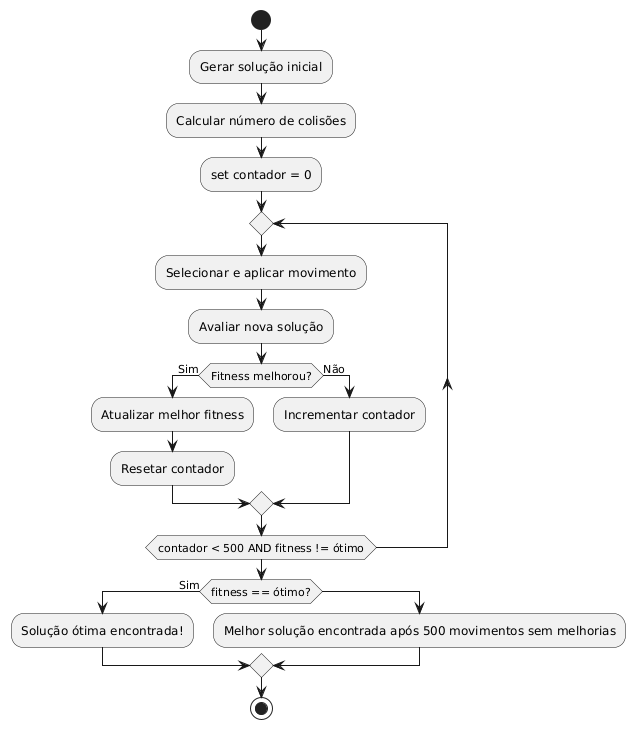 Gerar solução inicial
Calcular número de colisões
set contador = 0
Selecionar e aplicar movimento
Avaliar nova solução
Sim
Fitness melhorou?
Não
Atualizar melhor fitness
Incrementar contador
Resetar contador
contador < 500 AND fitness != ótimo
Sim
fitness == ótimo?
Solução ótima encontrada!
Melhor solução encontrada após 500 movimentos sem melhorias